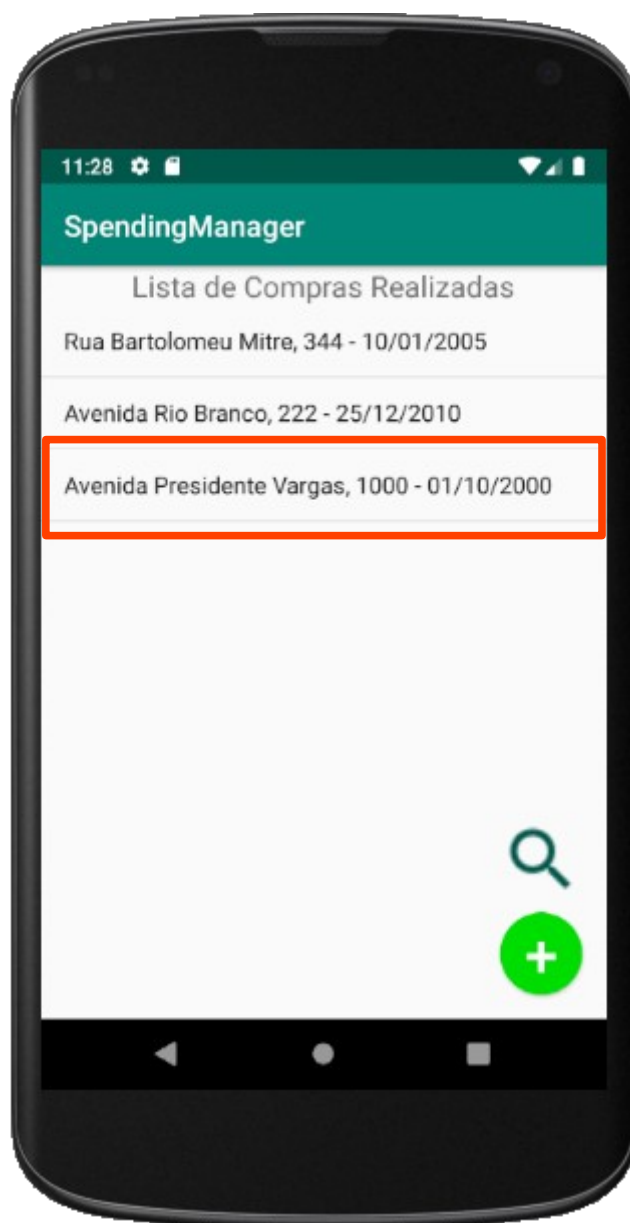 11:28
SpendingManager
Lista de Compras Realizadas
Rua Bartolomeu Mitre, 344 - 10/01/2005
Avenida Rio Branco, 222 - 25/12/2010
Avenida Presidente Vargas, 1000 - 01/10/2000
+